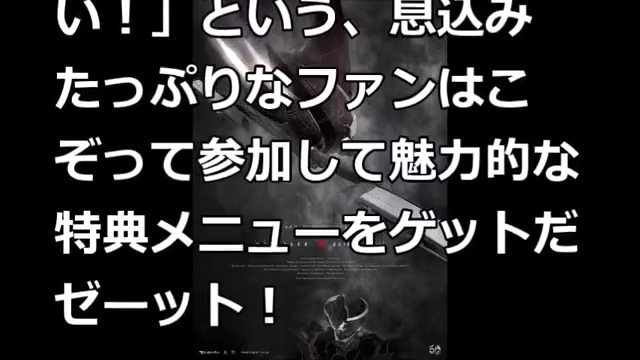 い！」という、意込み
たっぷりなファンはこ
ぞって参加して魅力的な
特典メニューをゲットだ
ゼーット！